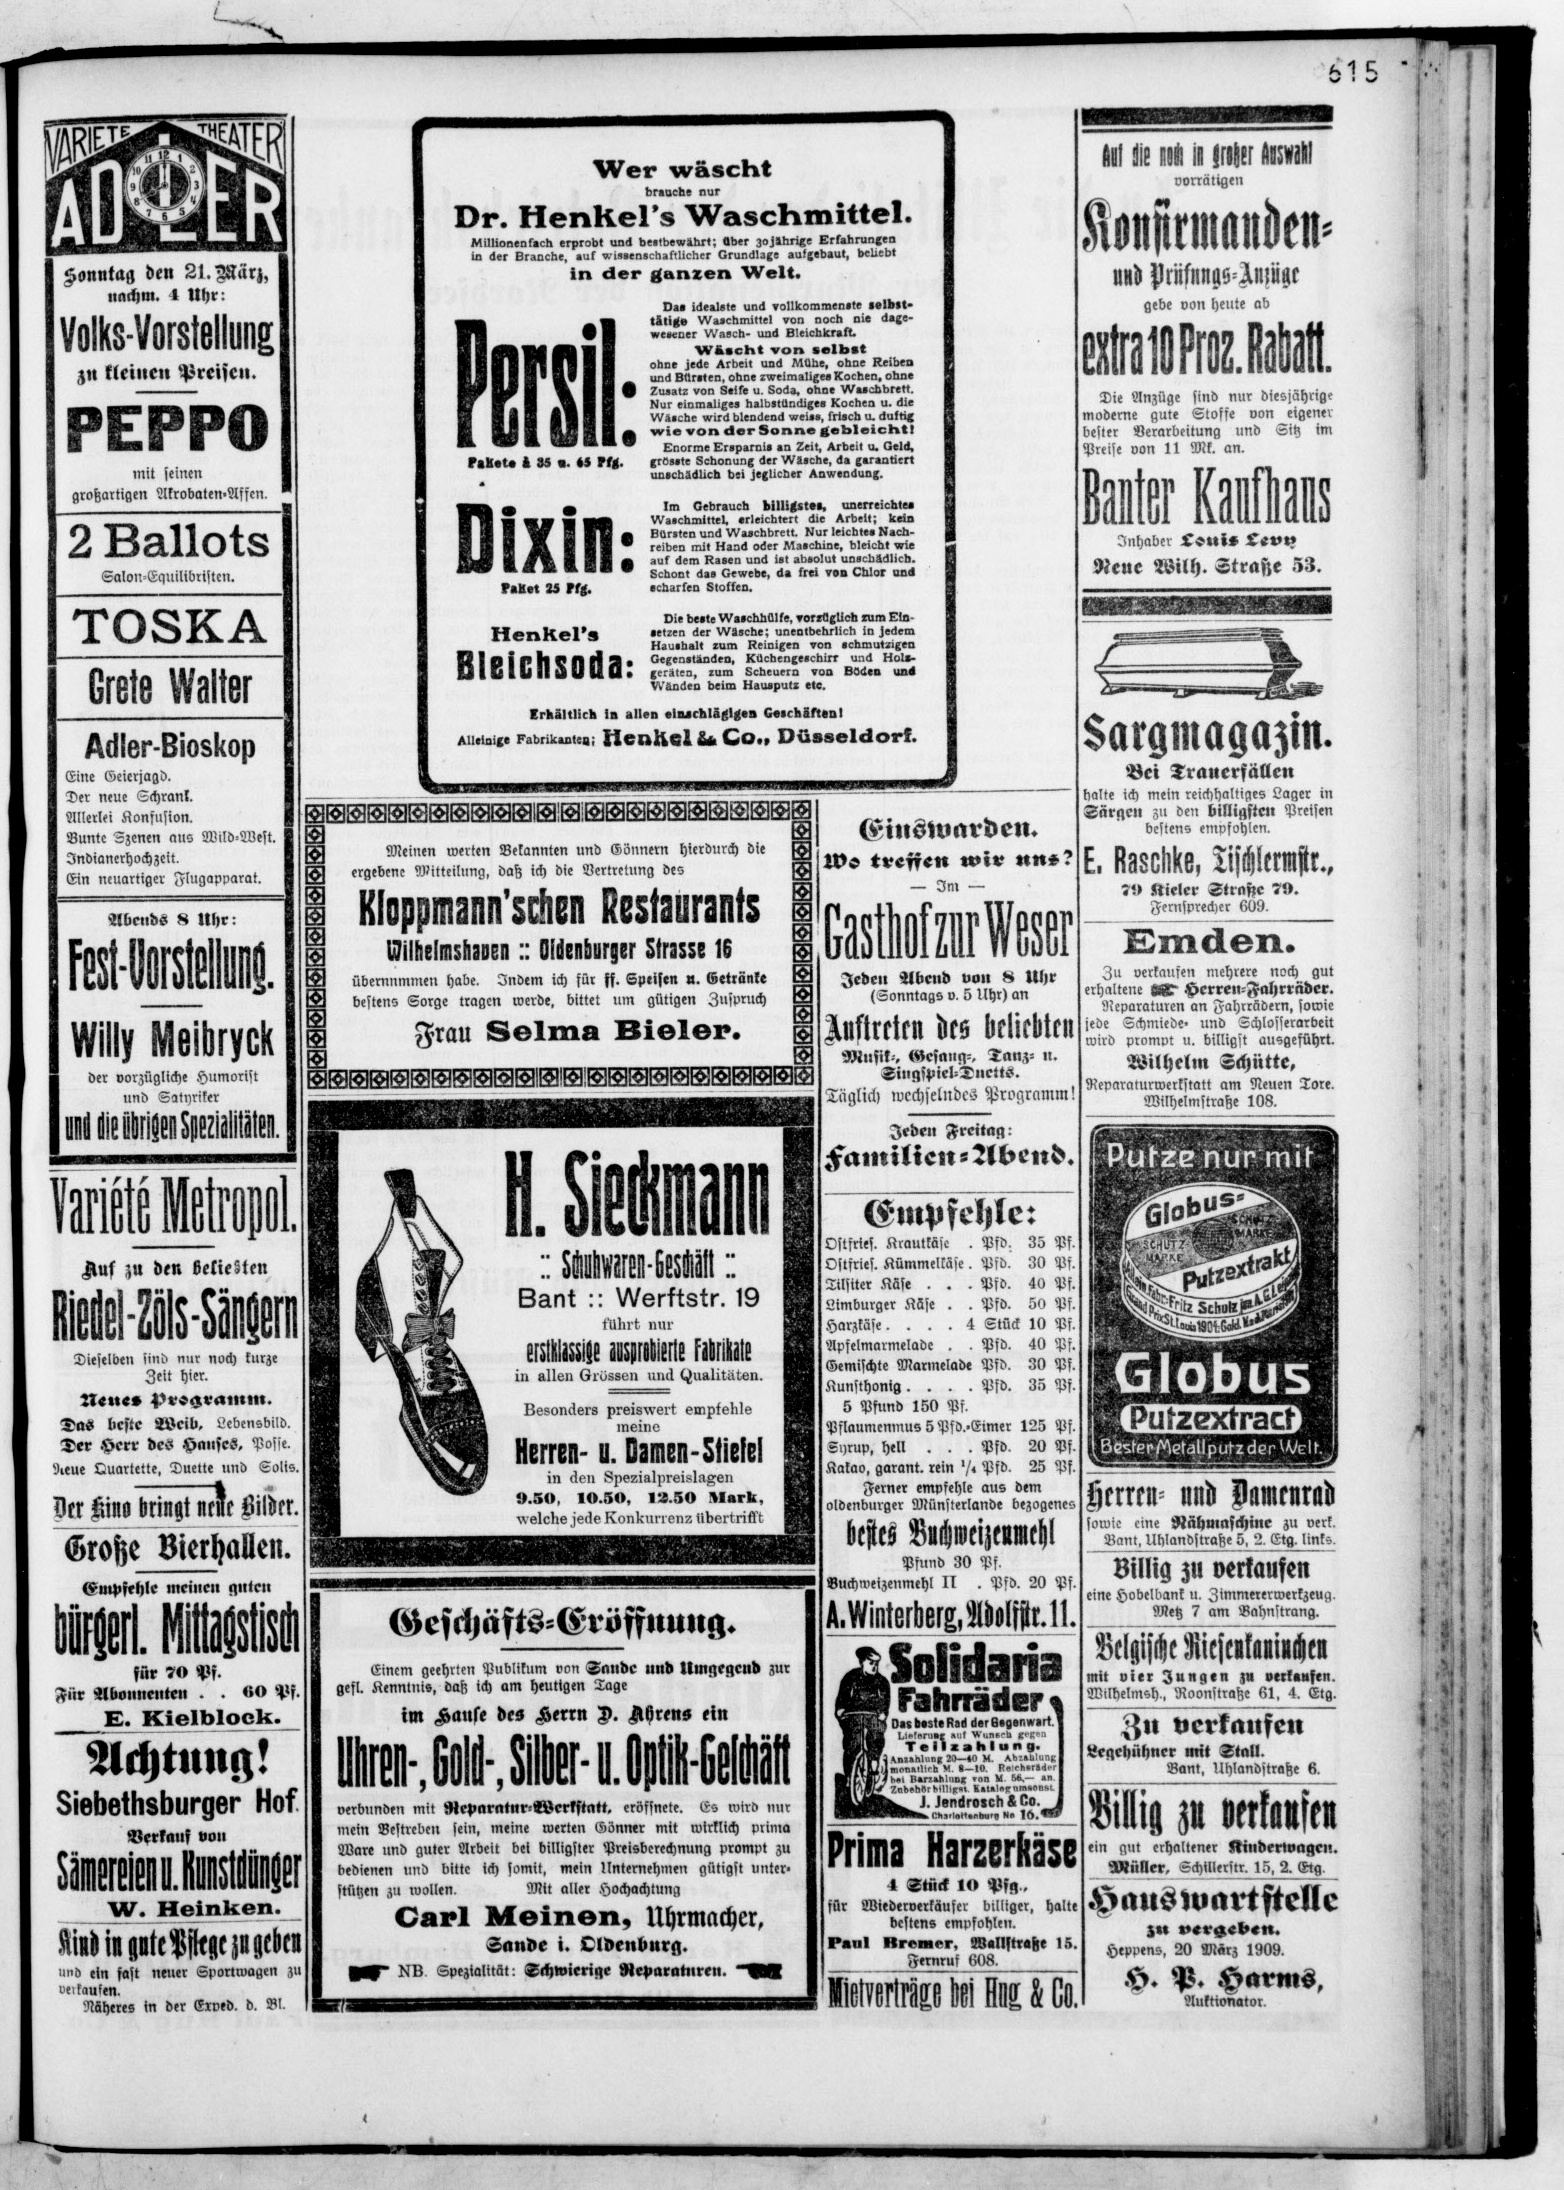 615
VARIETE THEATER
ADLER
Sonntag den 21. März,
nachm. 4 Uhr:
Volks-Vorstellung
zu kleinen Preisen.
PEPPO
mit seinen
großartigen Akrobaten-Affen.
2 Ballots
Salon-Equilibristen.
TOSKA
Grete Walter
Adler-Bioskop
Eine Geierjagd.
Der neue Schrank.
Allerlei Konfusion.
Bunte Szenen aus Wild-West.
Indianerhochzeit.
Ein neuartiger Flugapparat.
Abends 8 Uhr:
Fest-Vorstellung.
Willy Meibryck
der vorzügliche Humorist
und Satyriker
und die übrigen Spezialitäten.
Variété Metropol.
Auf zu den beliebten
Riedel-Zöls-Sängern
Dieselben sind nur noch kurze
Zeit hier.
Neues Programm.
Das beste Weib, Lebensbild.
Der Herr des Hauses, Posse.
Neue Quartette, Duette und Solis.
Der Kino bringt neue Bilder.
Große Bierhallen.
Empfehle meinen guten
bürgerl. Mittagstisch
für 70 Pf.
Für Abonnenten . . 60 Pf.
E. Kielblock.
Achtung!
Siebethsburger Hof.
Verkauf von
Sämereien u. Kunstdünger
W. Heinken.
Kind in gute Pflege zu geben
und ein fast neuer Sportwagen zu
verkaufen.
Näheres in der Exped. d. Bl.
Wer wäscht
brauche nur
Dr. Henkel's Waschmittel.
Millionenfach erprobt und bestbewährt; über 30jährige Erfahrungen
in der Branche, auf wissenschaftlicher Grundlage aufgebaut, beliebt
in der ganzen Welt.
Persil:
Pakete à 35 u. 65 Pfg.
Das idealste und vollkommenste selbst-
tätige Waschmittel von noch nie dage-
wesener Wasch- und Bleichkraft.
Wäscht von selbst
ohne jede Arbeit und Mühe, ohne Reiben
und Bürsten, ohne zweimaliges Kochen, ohne
Zusatz von Seife u. Soda, ohne Waschbrett.
Nur einmaliges halbstündiges Kochen u. die
Wäsche wird blendend weiss, frisch u. duftig
wie von der Sonne gebleicht!
Enorme Ersparnis an Zeit, Arbeit u. Geld,
grösste Schonung der Wäsche, da garantiert
unschädlich bei jeglicher Anwendung.
Dixin:
Paket 25 Pfg.
Im Gebrauch billigstes, unerreichtes
Waschmittel, erleichtert die Arbeit; kein
Bürsten und Waschbrett. Nur leichtes Nach-
reiben mit Hand oder Maschine, bleicht wie
auf dem Rasen und ist absolut unschädlich.
Schont das Gewebe, da frei von Chlor und
scharfen Stoffen.
Henkel's
Bleichsoda:
Die beste Waschhülfe, vorzüglich zum Ein-
setzen der Wäsche; unentbehrlich in jedem
Haushalt zum Reinigen von schmutzigen
Gegenständen, Küchengeschirr und Holz-
geräten, zum Scheuern von Böden und
Wänden beim Hausputz etc.
Erhältlich in allen einschlägigen Geschäften!
Alleinige Fabrikanten: Henkel & Co., Düsseldorf.
Meinen werten Bekannten und Gönnern hierdurch die
ergebene Mitteilung, daß ich die Vertretung des
Kloppmann'schen Restaurants
Wilhelmshaven :: Oldenburger Strasse 16
übernnmmen habe. Indem ich für ff. Speisen u. Getränke
bestens Sorge tragen werde, bittet um gütigen Zuspruch
Frau Selma Bieler.
H. Sieckmann
:: Schuhwaren-Geschäft ::
Bant :: Werftstr. 19
führt nur
erstklassige ausprobierte Fabrikate
in allen Grössen und Qualitäten.
Besonders preiswert empfehle
meine
Herren- u. Damen-Stiefel
in den Spezialpreislagen
9.50, 10.50, 12.50 Mark,
welche jede Konkurrenz übertrifft
Geschäfts-Eröffnung.
Einem geehrten Publikum von Sande und Umgegend zur
gefl. Kenntnis, daß ich am heutigen Tage
im Hause des Herrn D. Ahrens ein
Uhren-, Gold-, Silber- u. Optik-Geschäft
verbunden mit Reparatur-Werkstatt, eröffnete. Es wird nur
mein Bestreben sein, meine werten Gönner mit wirklich prima
Ware und guter Arbeit bei billigster Preisberechnung prompt zu
bedienen und bitte ich somit, mein Unternehmen gütigst unter-
stützen zu wollen. Mit aller Hochachtung
Carl Meinen, Uhrmacher,
Sande i. Oldenburg.
NB. Spezialität: Schwierige Reparaturen.
Einswarden.
Wo treffen wir uns?
— Im —
Gasthof zur Weser
Jeden Abend von 8 Uhr
(Sonntags v. 5 Uhr) an
Auftreten des beliebten
Musik-, Gesang-, Tanz- u.
Singspiel-Duetts.
Täglich wechselndes Programm!
Jeden Freitag:
Familien-Abend.
Empfehle:
Ostfries. Krautkäse . Pfd. 35 Pf.
Ostfries. Kümmelkäse . Pfd. 30 Pf.
Tilsiter Käse . . . Pfd. 40 Pf.
Limburger Käse . . Pfd. 50 Pf.
Harzkäse . . . . 4 Stück 10 Pf.
Apfelmarmelade . . Pfd. 40 Pf.
Gemischte Marmelade Pfd. 30 Pf.
Kunsthonig . . . . Pfd. 35 Pf.
5 Pfund 150 Pf.
Pflaumenmus 5 Pfd.-Eimer 125 Pf.
Syrup, hell . . . Pfd. 20 Pf.
Kakao, garant. rein ¼ Pfd. 25 Pf.
Ferner empfehle aus dem
oldenburger Münsterlande bezogenes
bestes Buchweizenmehl
Pfund 30 Pf.
Buchweizenmehl II . Pfd. 20 Pf.
A. Winterberg, Adolfstr. 11.
Solidaria
Fahrräder
Das beste Rad der Gegenwart.
Lieferung auf Wunsch gegen
Teilzahlung.
Anzahlung 20—40 M. Abzahlung
monatlich M. 8—10. Reichsräder
bei Barzahlung von M. 56,— an.
Zubehör billigst. Katalog umsonst.
J. Jendrosch & Co.
Charlottenburg No 16.
Prima Harzerkäse
4 Stück 10 Pfg.,
für Wiederverkäufer billiger, halte
bestens empfohlen.
Paul Bremer, Wallstraße 15.
Fernruf 608.
Mietverträge bei Hug & Co.
Auf die noch in großer Auswahl
vorrätigen
Konfirmanden-
und Prüfungs-Anzüge
gebe von heute ab
extra 10 Proz. Rabatt.
Die Anzüge sind nur diesjährige
moderne gute Stoffe von eigener
bester Verarbeitung und Sitz im
Preise von 11 Mk. an.
Banter Kaufhaus
Inhaber Louis Levy
Neue Wilh. Straße 53.
Sargmagazin.
Bei Trauerfällen
halte ich mein reichhaltiges Lager in
Särgen zu den billigsten Preisen
bestens empfohlen.
E. Raschke, Tischlermstr.,
79 Kieler Straße 79.
Fernsprecher 609.
Emden.
Zu verkaufen mehrere noch gut
erhaltene Herren-Fahrräder.
Reparaturen an Fahrrädern, sowie
jede Schmiede- und Schlosserarbeit
wird prompt u. billigst ausgeführt.
Wilhelm Schütte,
Reparaturwerkstatt am Neuen Tore.
Wilhelmstraße 108.
Putze nur mit
Globus-
SCHUTZ-
MARKE
SCHUTZ-
MARKE
Putzextrakt
Fritz Schulz jun. A.G. Leipzig
Grand Prix St. Louis 1904.
Globus
Putzextract
Bester Metallputz der Welt.
Herren- und Damenrad
sowie eine Nähmaschine zu verk.
Bant, Uhlandstraße 5, 2. Etg. links.
Billig zu verkaufen
eine Hobelbank u. Zimmererwerkzeug.
Metz 7 am Bahnstrang.
Belgische Riesenkaninchen
mit vier Jungen zu verkaufen.
Wilhelmsh., Roonstraße 61, 4. Etg.
Zu verkaufen
Legehühner mit Stall.
Bant, Uhlandstraße 6.
Billig zu verkaufen
ein gut erhaltener Kinderwagen.
Müller, Schillerstr. 15, 2. Etg.
Hauswartstelle
zu vergeben.
Heppens, 20 März 1909.
H. P. Harms,
Auktionator.